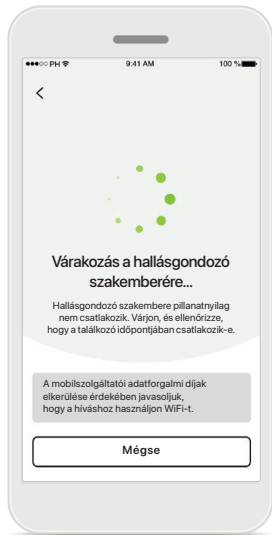 ●●●○○ PH 9:41 AM 100 %
Várakozás a hallásgondozó
szakemberére...
Hallásgondozó szakembere pillanatnyilag
nem csatlakozik. Várjon, és ellenőrizze,
hogy a találkozó időpontjában csatlakozik-e.
A mobilszolgáltatói adatforgalmi díjak
elkerülése érdekében javasoljuk,
hogy a híváshoz használjon WiFi-t.
Mégse